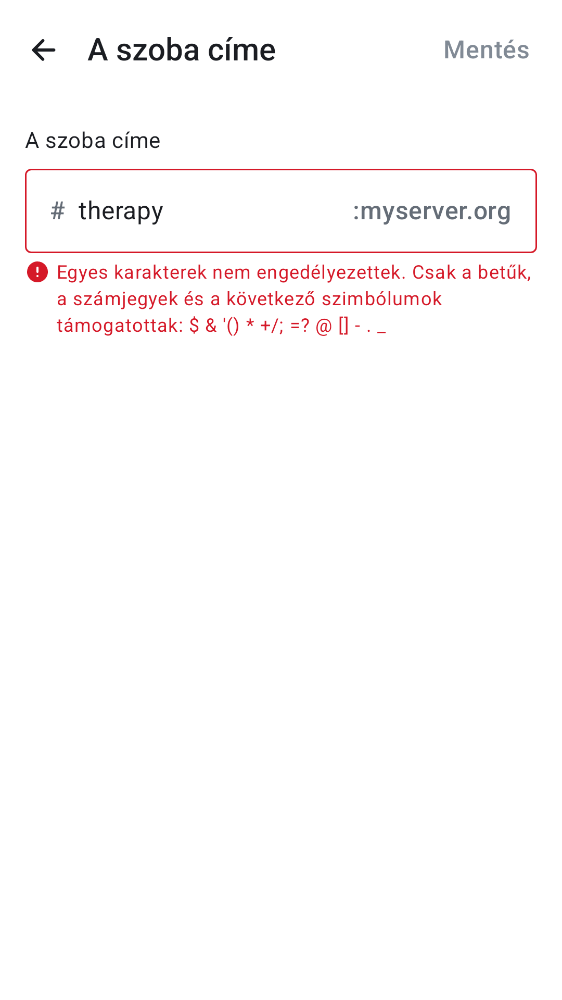 A szoba címe
Mentés
A szoba címe
# therapy :myserver.org
Egyes karakterek nem engedélyezettek. Csak a betűk,
a számjegyek és a következő szimbólumok
támogatottak: $ & '() * +/; =? @ [] - . _